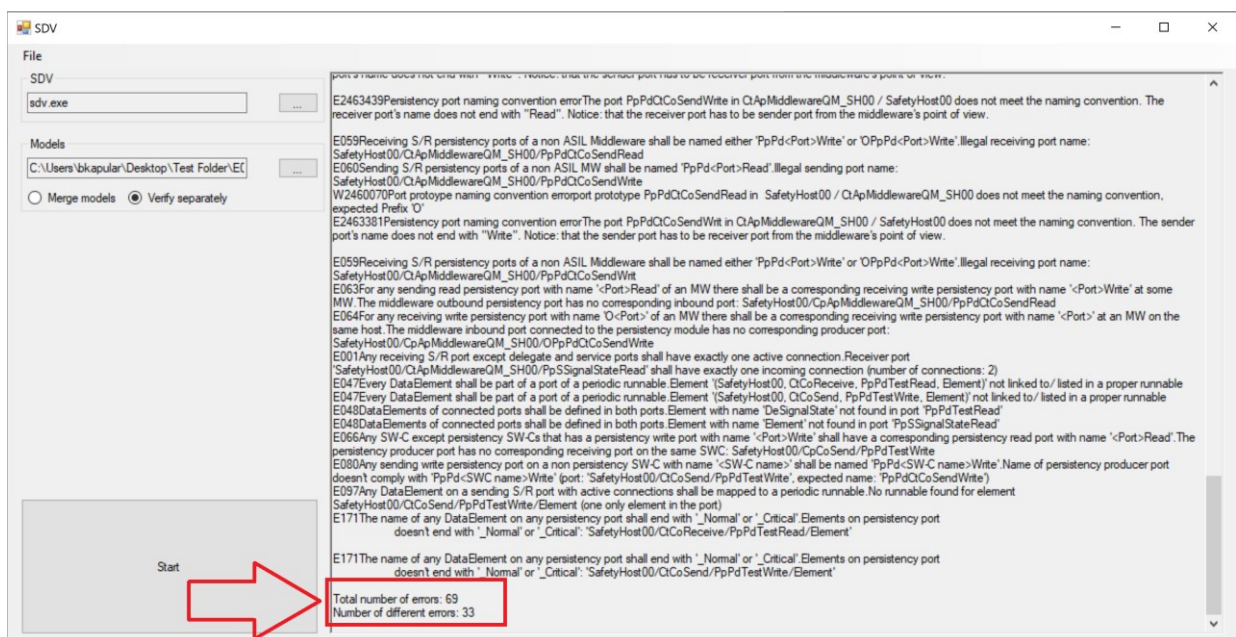 SDV
File
SDV
sdv.exe
...
Models
C:\Users\bkapular\Desktop\Test Folder\E(
...
Merge models Verify separately
Start
port's name does not end with "Write". Notice: that the sender port has to be receiver port from the middleware's point of view.
E2463439Persistency port naming convention errorThe port PpPdCtCoSendWrite in CtApMiddlewareQM_SH00 / SafetyHost00 does not meet the naming convention. The
receiver port's name does not end with "Read". Notice: that the receiver port has to be sender port from the middleware's point of view.
E059Receiving S/R persistency ports of a non ASIL Middleware shall be named either 'PpPd<Port>Write' or 'OPpPd<Port>Write'.Illegal receiving port name:
SafetyHost00/CtApMiddlewareQM_SH00/PpPdCtCoSendRead
E060Sending S/R persistency ports of a non ASIL MW shall be named 'PpPd<Port>Read'.Illegal sending port name:
SafetyHost00/CtApMiddlewareQM_SH00/PpPdCtCoSendWrite
W2460070Port protoype naming convention errorport prototype PpPdCtCoSendRead in SafetyHost00 / CtApMiddlewareQM_SH00 does not meet the naming convention,
expected Prefix 'O'
E2463381Persistency port naming convention errorThe port PpPdCtCoSendWrit in CtApMiddlewareQM_SH00 / SafetyHost00 does not meet the naming convention. The sender
port's name does not end with "Write". Notice: that the sender port has to be receiver port from the middleware's point of view.
E059Receiving S/R persistency ports of a non ASIL Middleware shall be named either 'PpPd<Port>Write' or 'OPpPd<Port>Write'.Illegal receiving port name:
SafetyHost00/CtApMiddlewareQM_SH00/PpPdCtCoSendWrit
E063For any sending read persistency port with name '<Port>Read' of an MW there shall be a corresponding receiving write persistency port with name '<Port>Write' at some
MW.The middleware outbound persistency port has no corresponding inbound port: SafetyHost00/CpApMiddlewareQM_SH00/PpPdCtCoSendRead
E064For any receiving write persistency port with name 'O<Port>' of an MW there shall be a corresponding receiving write persistency port with name '<Port>' at an MW on the
same host.The middleware inbound port connected to the persistency module has no corresponding producer port:
SafetyHost00/CpApMiddlewareQM_SH00/OPpPdCtCoSendWrite
E001Any receiving S/R port except delegate and service ports shall have exactly one active connection.Receiver port
'SafetyHost00/CtApMiddlewareQM_SH00/PpSSignalStateRead' shall have exactly one incoming connection (number of connections: 2)
E047Every DataElement shall be part of a port of a periodic runnable.Element '(SafetyHost00, CtCoReceive, PpPdTestRead, Element)' not linked to/ listed in a proper runnable
E047Every DataElement shall be part of a port of a periodic runnable.Element '(SafetyHost00, CtCoSend, PpPdTestWrite, Element)' not linked to/ listed in a proper runnable
E048DataElements of connected ports shall be defined in both ports.Element with name 'DeSignalState' not found in port 'PpPdTestRead'
E048DataElements of connected ports shall be defined in both ports.Element with name 'Element' not found in port 'PpSSignalStateRead'
E066Any SW-C except persistency SW-Cs that has a persistency write port with name '<Port>Write' shall have a corresponding persistency read port with name '<Port>Read'.The
persistency producer port has no corresponding receiving port on the same SWC: SafetyHost00/CpCoSend/PpPdTestWrite
E080Any sending write persistency port on a non persistency SW-C with name '<SW-C name>' shall be named 'PpPd<SW-C name>Write'.Name of persistency producer port
doesn't comply with 'PpPd<SWC name>Write' (port: 'SafetyHost00/CtCoSend/PpPdTestWrite', expected name: 'PpPdCtCoSendWrite')
E097Any DataElement on a sending S/R port with active connections shall be mapped to a periodic runnable.No runnable found for element
SafetyHost00/CtCoSend/PpPdTestWrite/Element (one only element in the port)
E171The name of any DataElement on any persistency port shall end with '_Normal' or '_Critical'.Elements on persistency port
doesn't end with '_Normal' or '_Critical': 'SafetyHost00/CtCoReceive/PpPdTestRead/Element'
E171The name of any DataElement on any persistency port shall end with '_Normal' or '_Critical'.Elements on persistency port
doesn't end with '_Normal' or '_Critical': 'SafetyHost00/CtCoSend/PpPdTestWrite/Element'
Total number of errors: 69
Number of different errors: 33